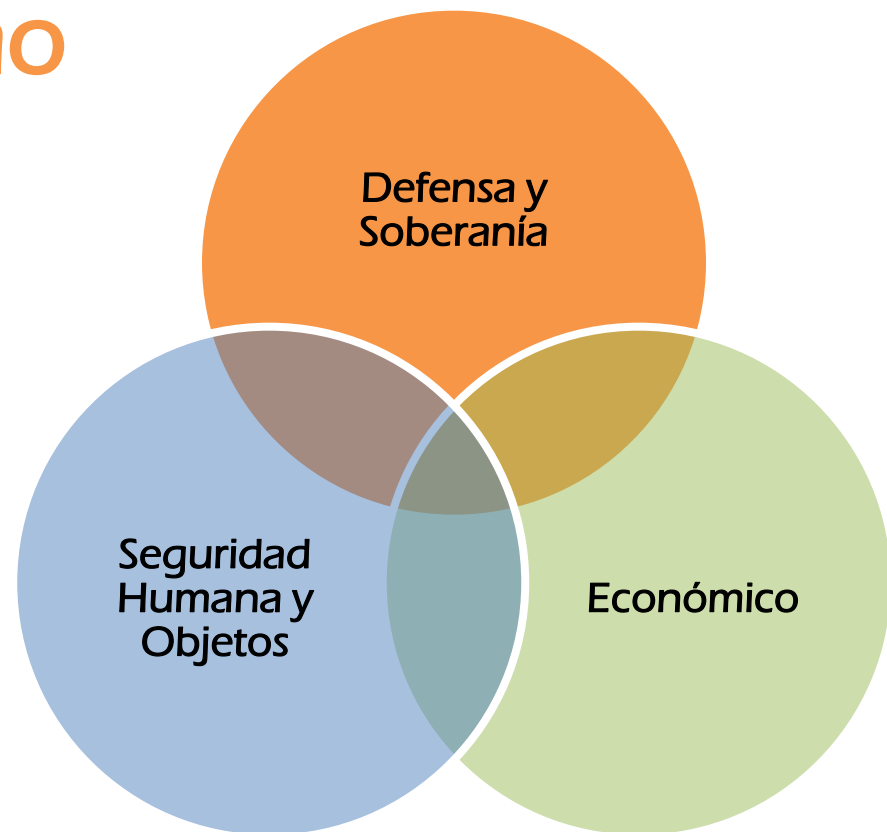 Defensa y
Soberanía
Seguridad
Humana y
Objetos
Económico